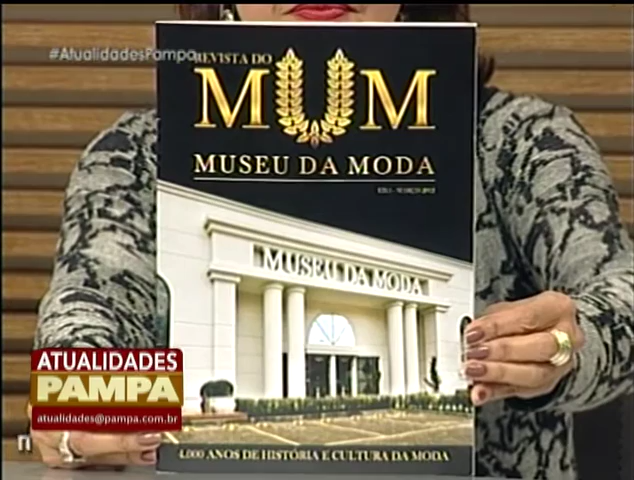 #AtualidadesPampa
REVISTA DO
MUM
MUSEU DA MODA
MUSEU DA MODA
ATUALIDADES
PAMPA
atualidades@pampa.com.br
4.000 ANOS DE HISTÓRIA E CULTURA DA MODA